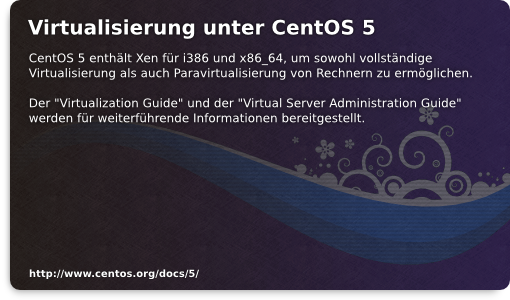 Virtualisierung unter CentOS 5
CentOS 5 enthält Xen für i386 und x86_64, um sowohl vollständige
Virtualisierung als auch Paravirtualisierung von Rechnern zu ermöglichen.
Der "Virtualization Guide" und der "Virtual Server Administration Guide"
werden für weiterführende Informationen bereitgestellt.
http://www.centos.org/docs/5/